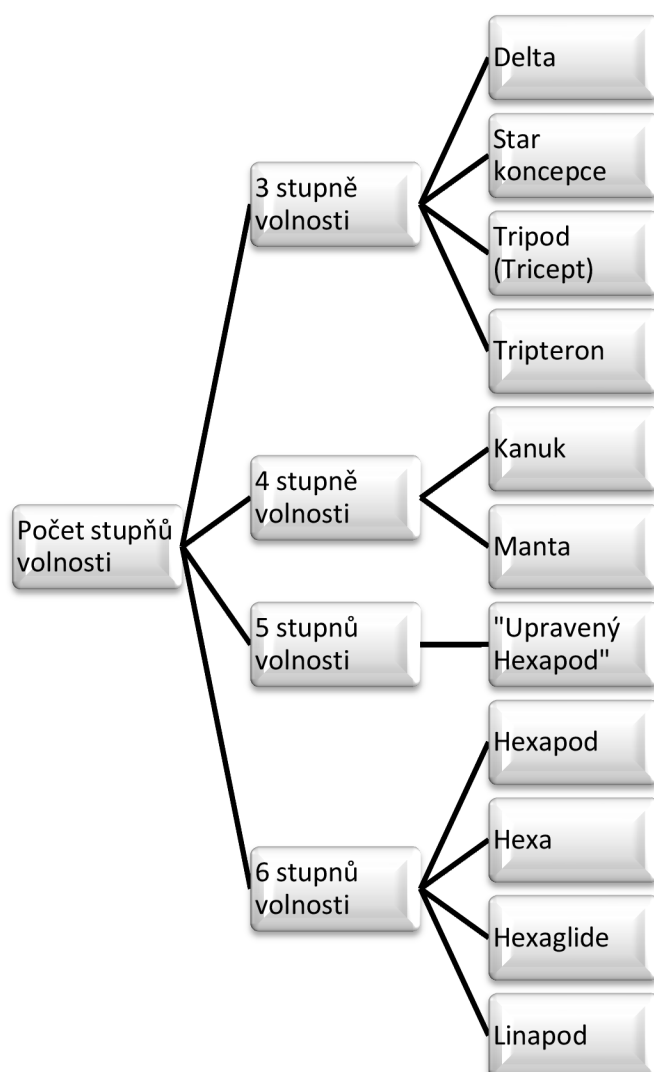 Počet stupňů
volnosti
3 stupně
volnosti
Delta
Star
koncepce
Tripod
(Tricept)
Tripteron
4 stupně
volnosti
Kanuk
Manta
5 stupnů
volnosti
"Upravený
Hexapod"
6 stupnů
volnosti
Hexapod
Hexa
Hexaglide
Linapod